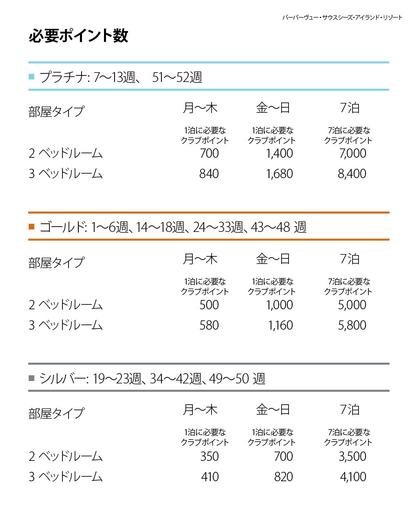 バーバーヴュー・サウスシーズ・アイランド・リゾート
必要ポイント数
プラチナ: 7〜13週、 51〜52週
部屋タイプ 月〜木 金〜日 7泊
1泊に必要な 1泊に必要な 7泊に必要な
クラブポイント クラブポイント クラブポイント
2 ベッドルーム 700 1,400 7,000
3 ベッドルーム 840 1,680 8,400
ゴールド: 1〜6週、14〜18週、24〜33週、43〜48 週
部屋タイプ 月〜木 金〜日 7泊
1泊に必要な 1泊に必要な 7泊に必要な
クラブポイント クラブポイント クラブポイント
2 ベッドルーム 500 1,000 5,000
3 ベッドルーム 580 1,160 5,800
シルバー: 19〜23週、34〜42週、49〜50 週
部屋タイプ 月〜木 金〜日 7泊
1泊に必要な 1泊に必要な 7泊に必要な
クラブポイント クラブポイント クラブポイント
2 ベッドルーム 350 700 3,500
3 ベッドルーム 410 820 4,100